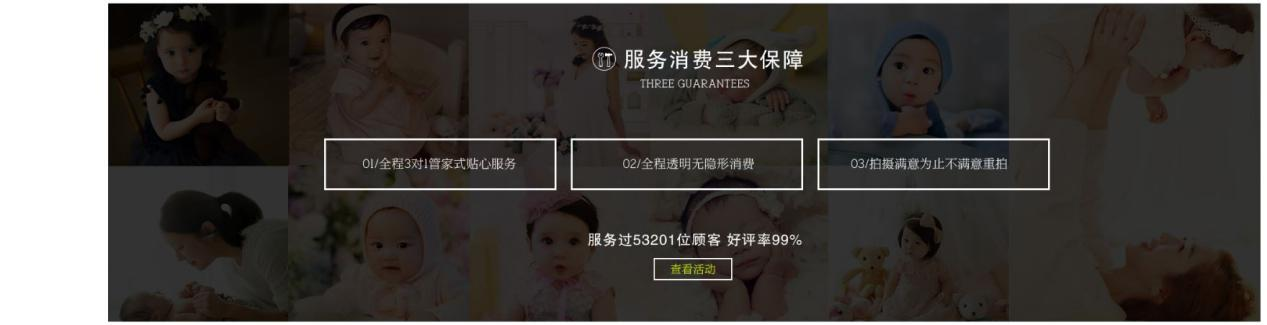 服务消费三大保障
THREE GUARANTEES
01/全程3对1管家式贴心服务
02/全程透明无隐形消费
03/拍摄满意为止不满意重拍
服务过53201位顾客 好评率99%
查看活动